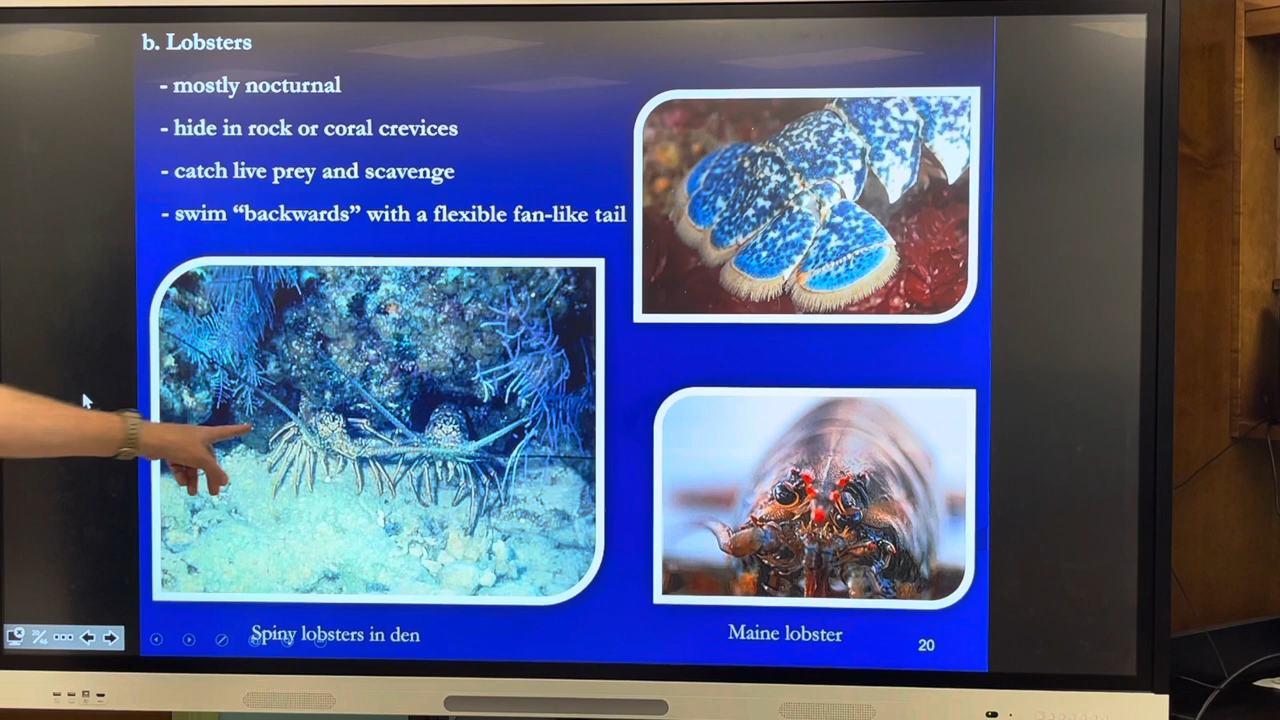 b. Lobsters
- mostly nocturnal
- hide in rock or coral crevices
- catch live prey and scavenge
- swim “backwards” with a flexible fan-like tail
Spiny lobsters in den
Maine lobster
20